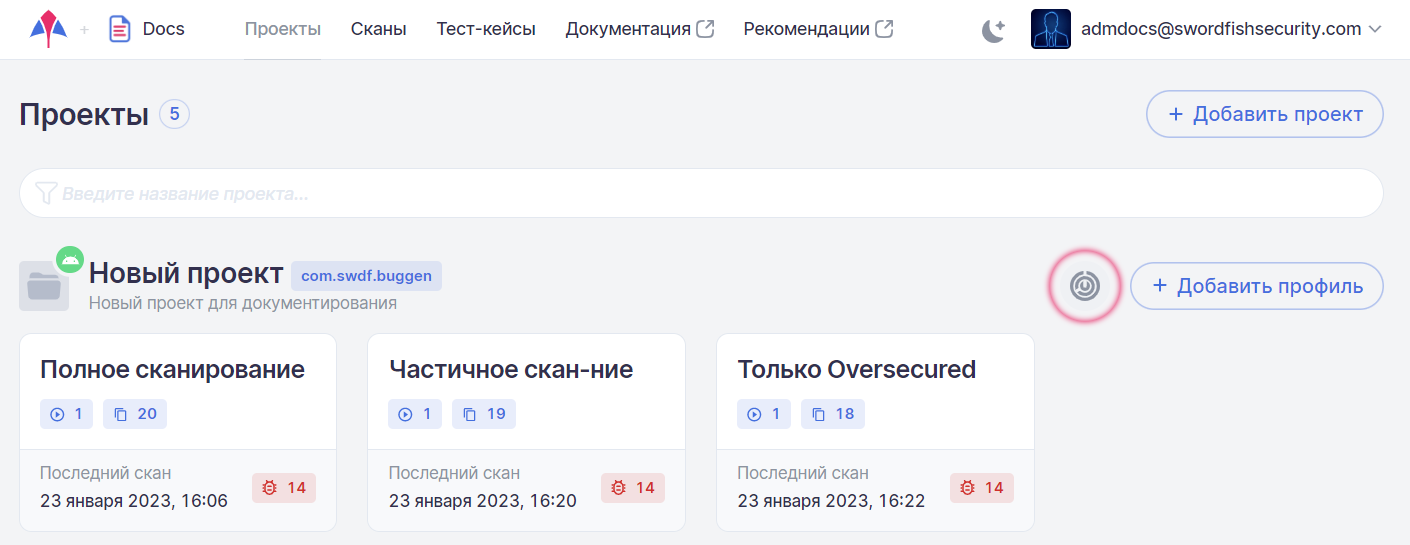 + Docs Проекты Сканы Тест-кейсы Документация Рекомендации admdocs@swordfishsecurity.com
Проекты 5 + Добавить проект
Введите название проекта...
Новый проект com.swdf.buggen + Добавить профиль
Новый проект для документирования
Полное сканирование
1 20
Последний скан
23 января 2023, 16:06 14
Частичное скан-ние
1 19
Последний скан
23 января 2023, 16:20 14
Только Oversecured
1 18
Последний скан
23 января 2023, 16:22 14